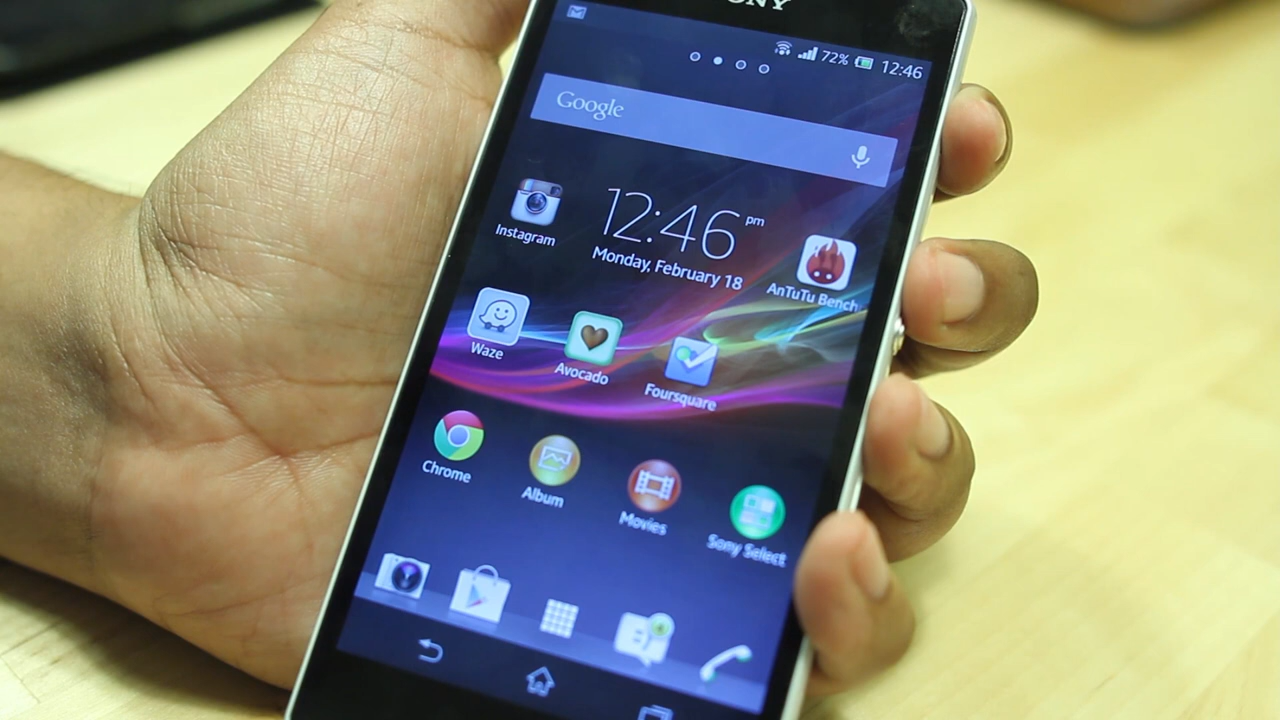 SONY
72% 12:46
Google
12:46 pm
Monday, February 18
Instagram
AnTuTu Bench
Waze
Avocado
Foursquare
Chrome
Album
Movies
Sony Select